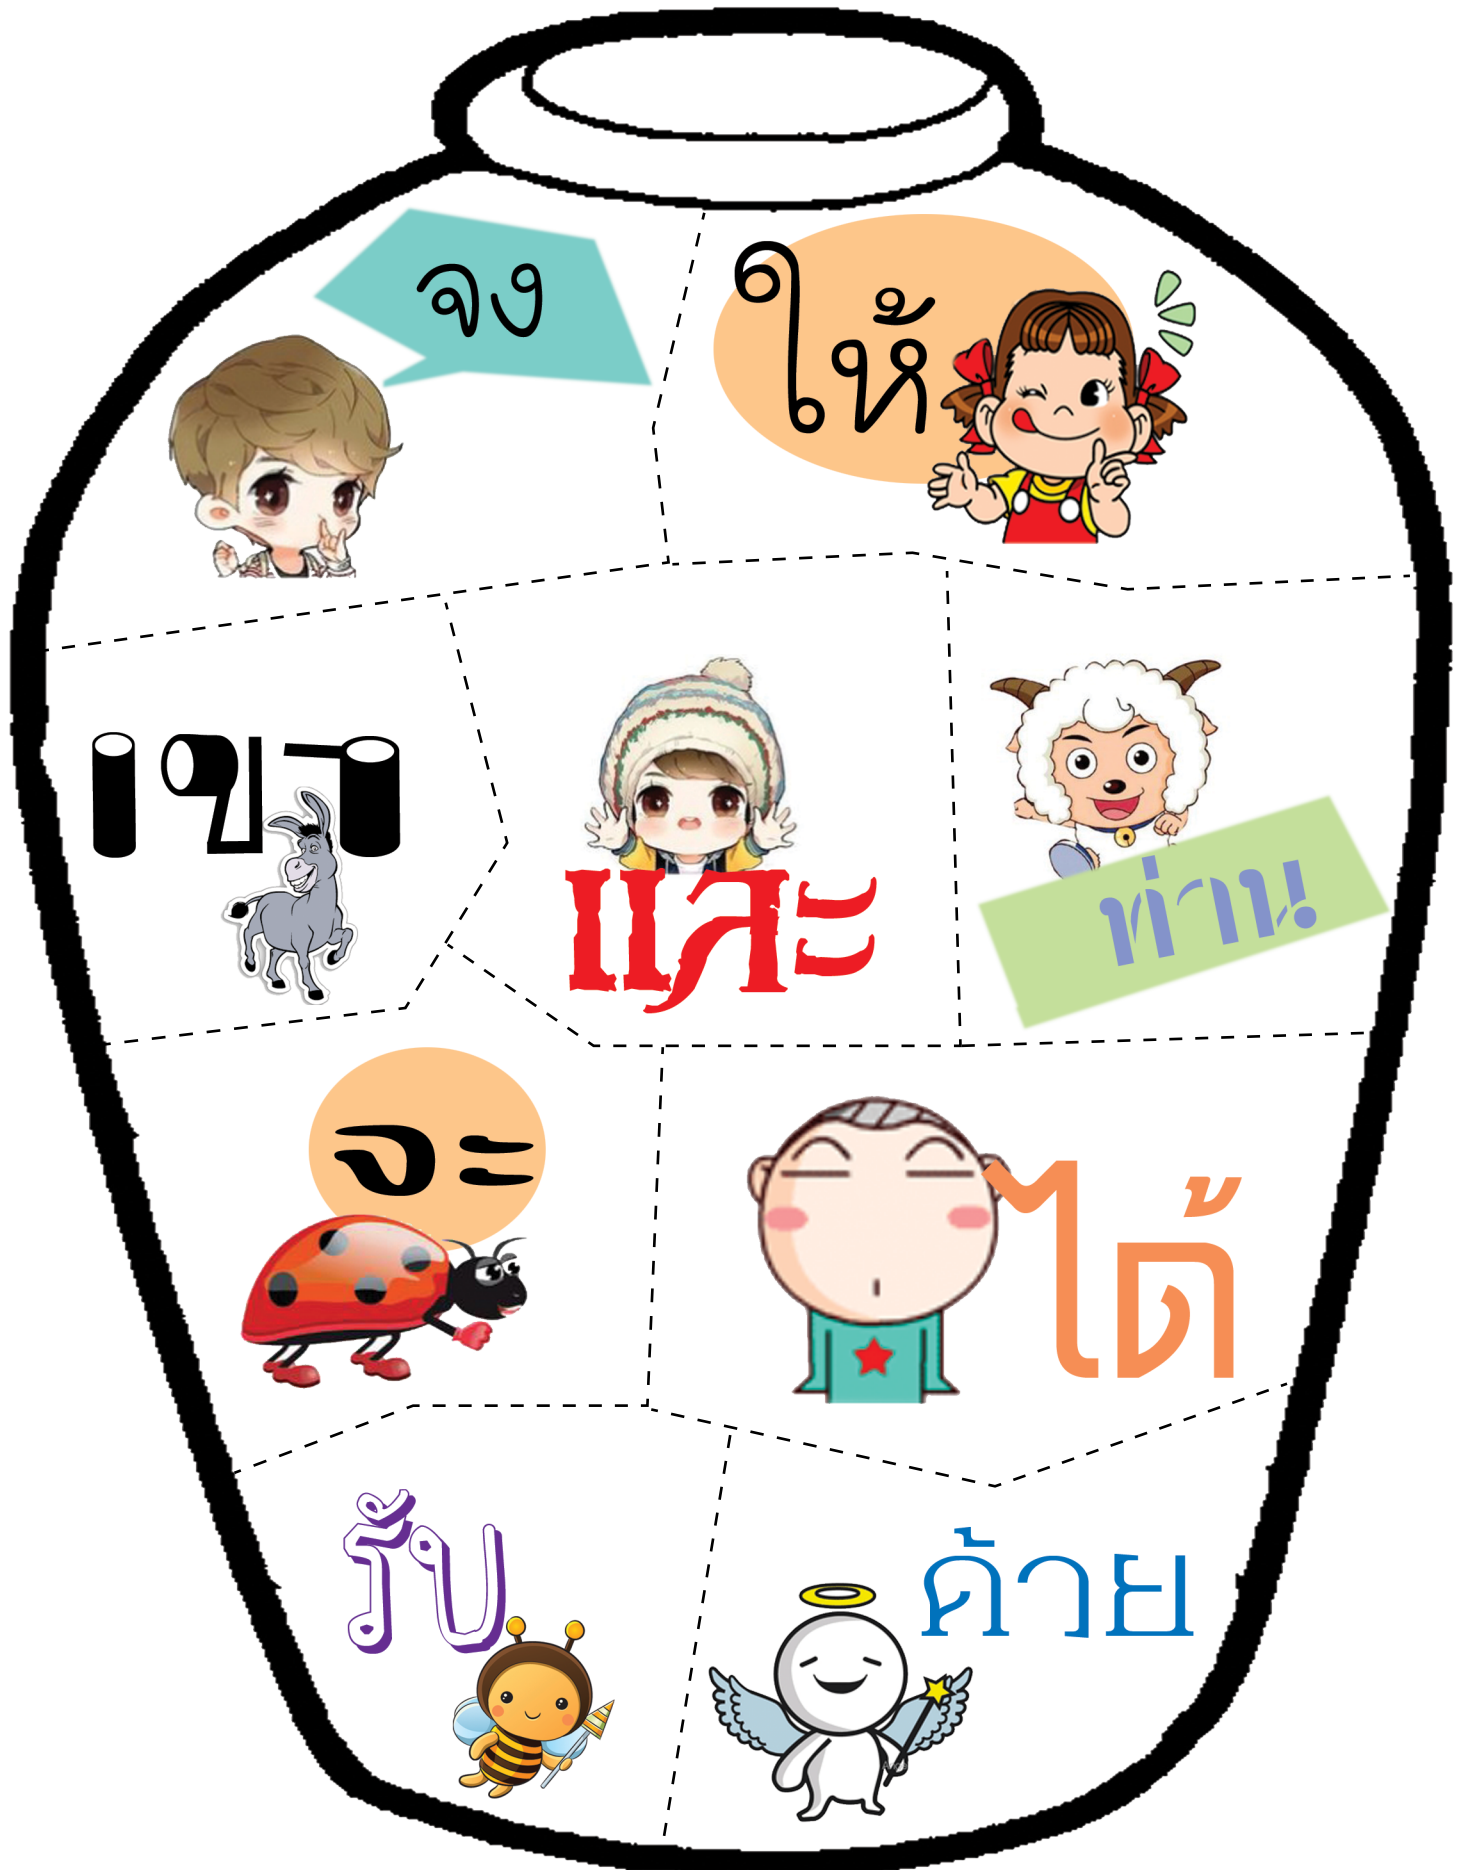 จง ให้
เขา และ ท่าน
จะ ได้
รับ ด้วย